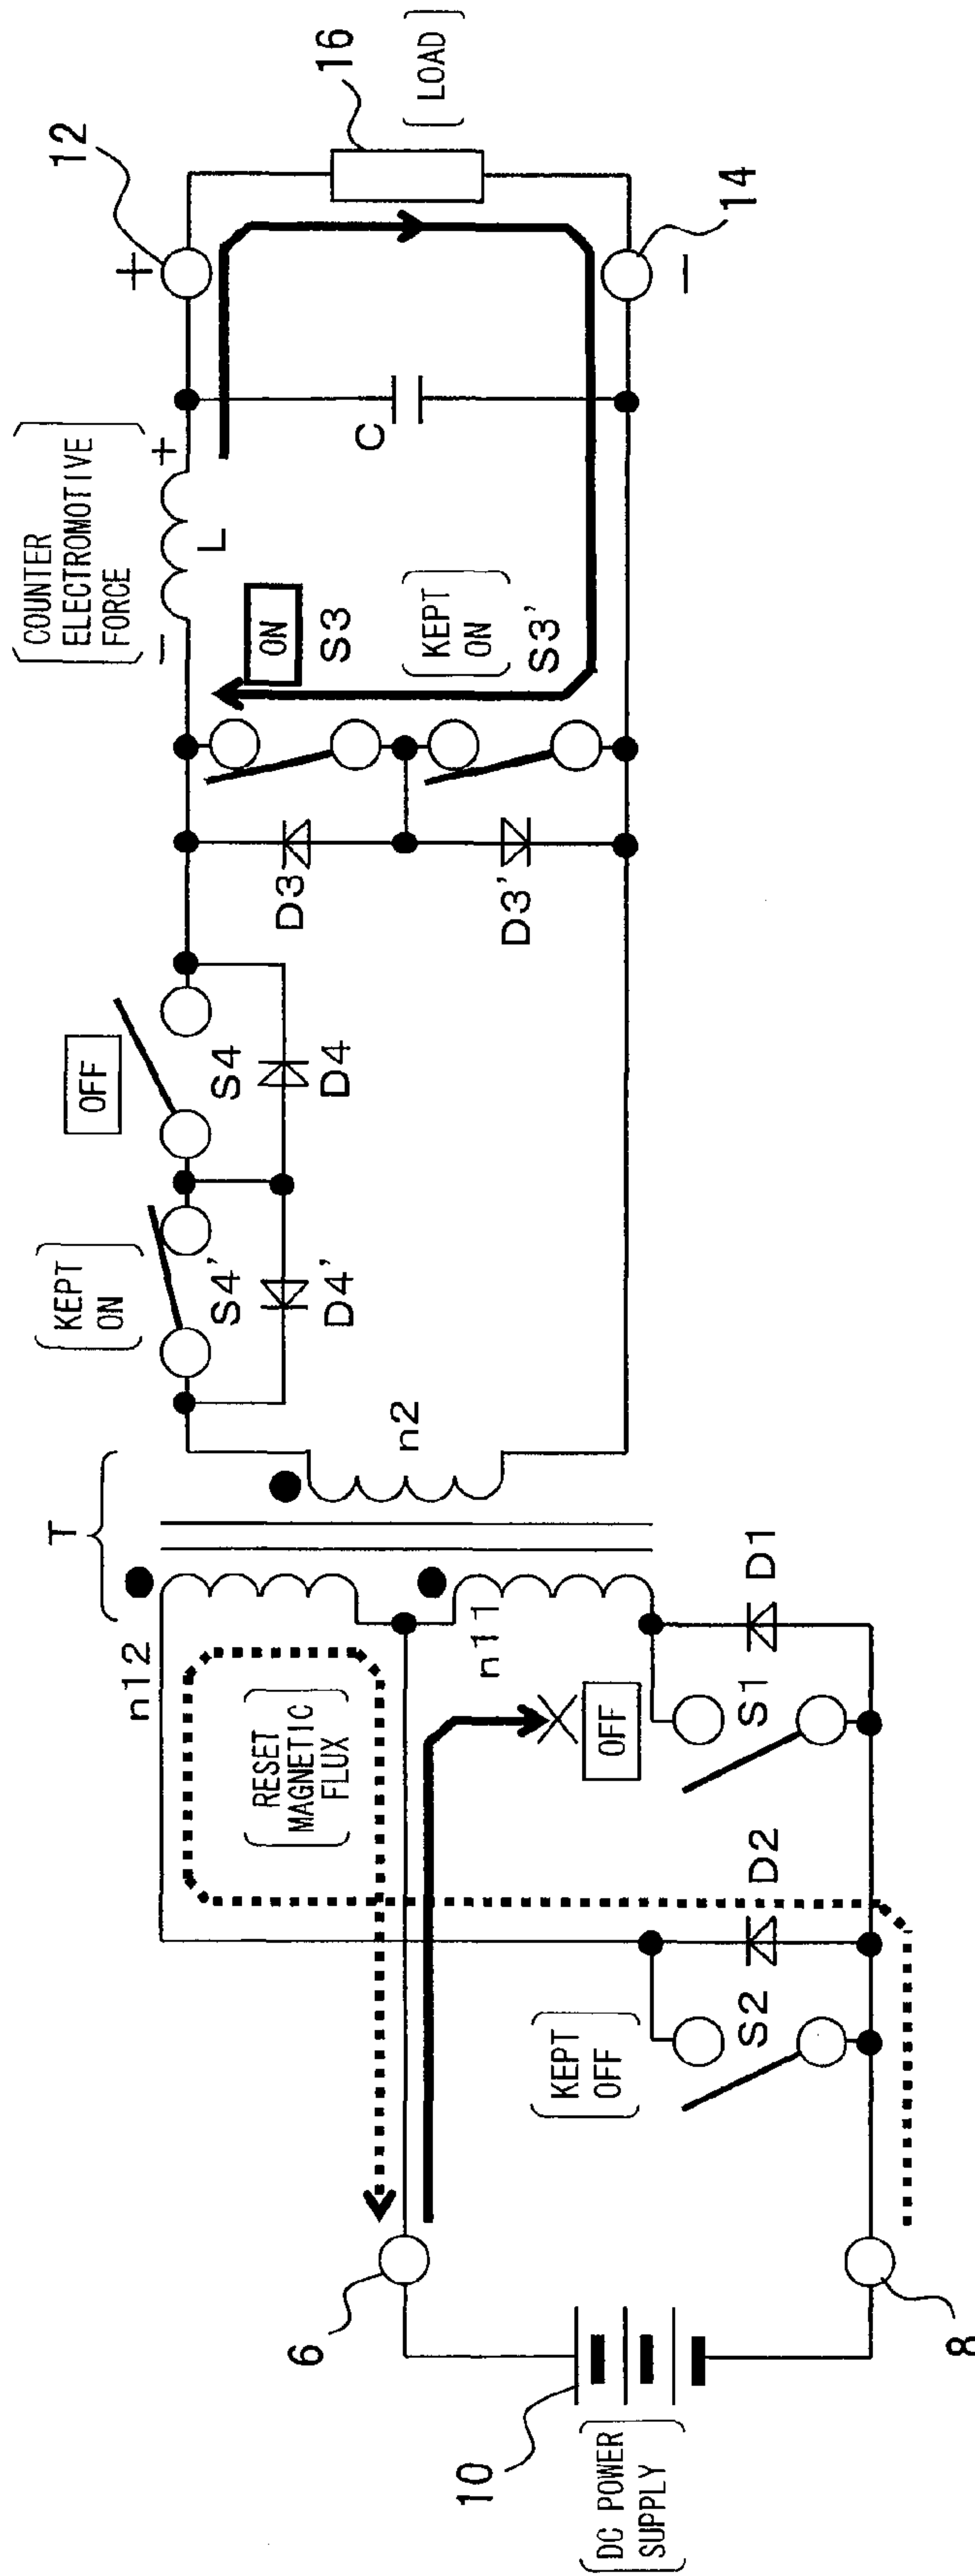 10
[DC POWER
SUPPLY]
6
8
[KEPT
OFF]
S2
D2
[RESET
MAGNETIC
FLUX]
OFF
S1
D1
n12
n11
T
n2
[KEPT
ON]
S4'
D4'
OFF
S4
D4
D3
D3'
[COUNTER
ELECTROMOTIVE
FORCE]
−
+
L
ON
S3
[KEPT
ON]
S3'
C
+
12
−
14
16
[LOAD]